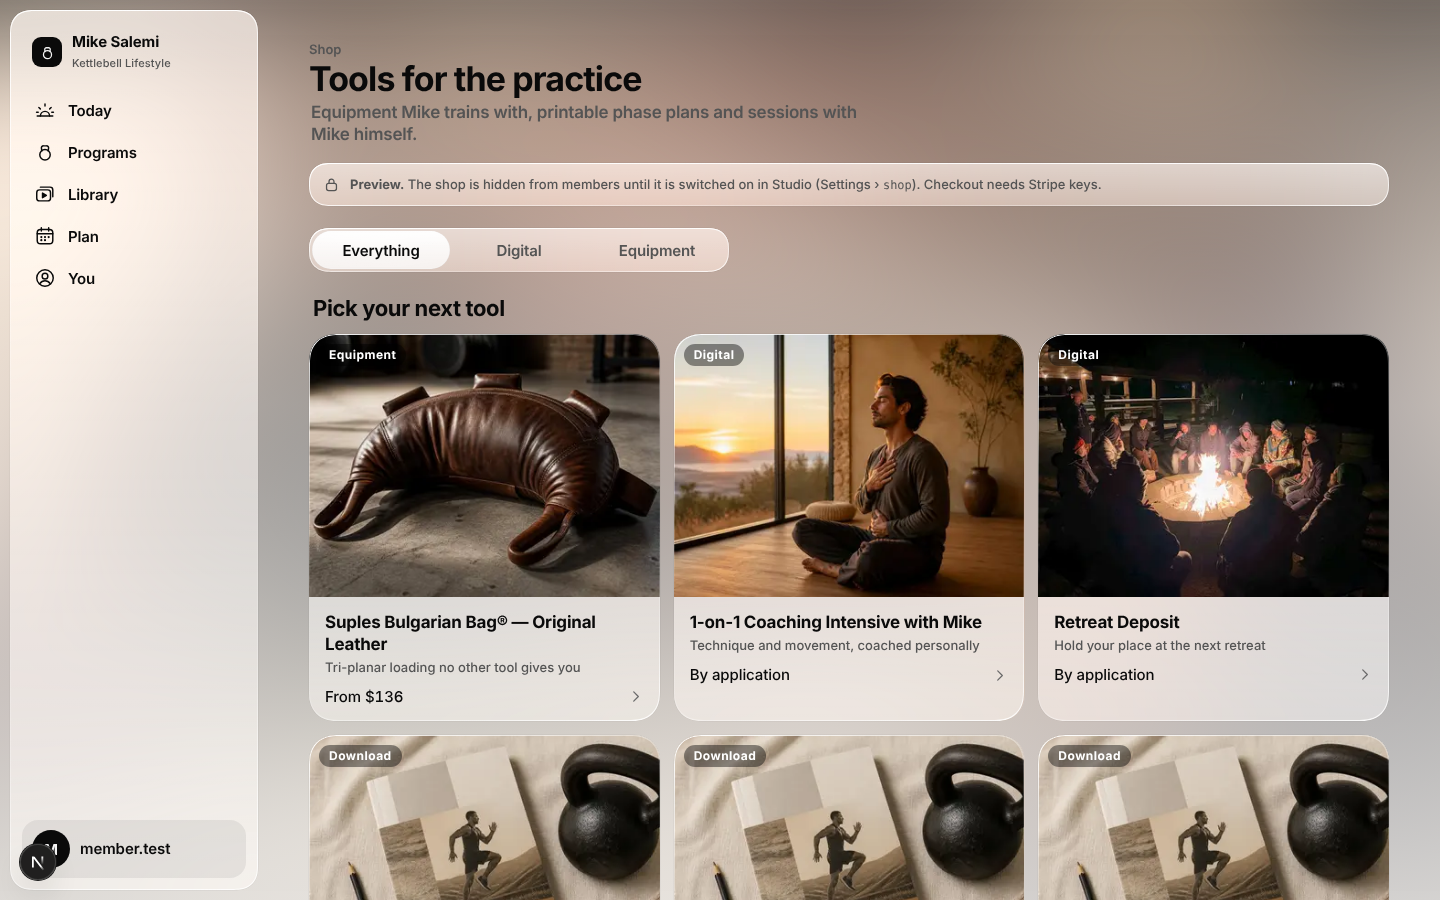 Mike Salemi
Kettlebell Lifestyle
Today
Programs
Library
Plan
You
member.test
Shop
Tools for the practice
Equipment Mike trains with, printable phase plans and sessions with
Mike himself.
Preview. The shop is hidden from members until it is switched on in Studio (Settings › shop). Checkout needs Stripe keys.
Everything
Digital
Equipment
Pick your next tool
Equipment
Suples Bulgarian Bag® — Original
Leather
Tri-planar loading no other tool gives you
From $136
Digital
1-on-1 Coaching Intensive with Mike
Technique and movement, coached personally
By application
Digital
Retreat Deposit
Hold your place at the next retreat
By application
Download
Download
Download